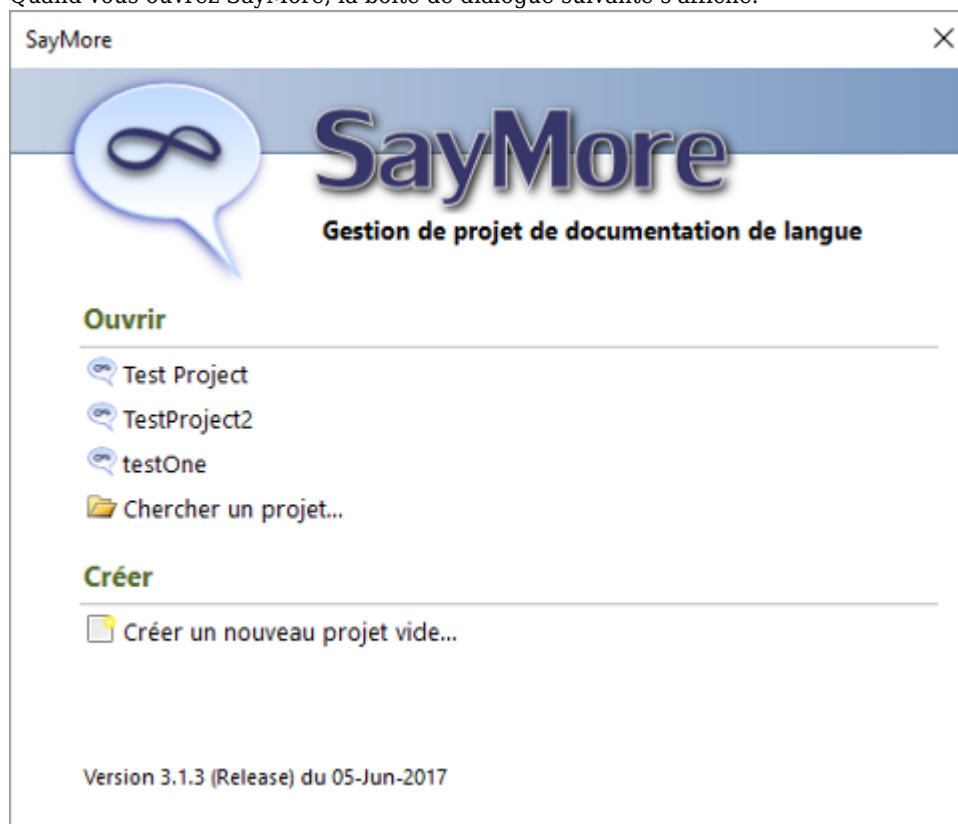 Quand vous ouvrez SayMore, la boîte de dialogue suivante s'affiche:
SayMore
SayMore
Gestion de projet de documentation de langue
Ouvrir
Test Project
TestProject2
testOne
Chercher un projet...
Créer
Créer un nouveau projet vide...
Version 3.1.3 (Release) du 05-Jun-2017